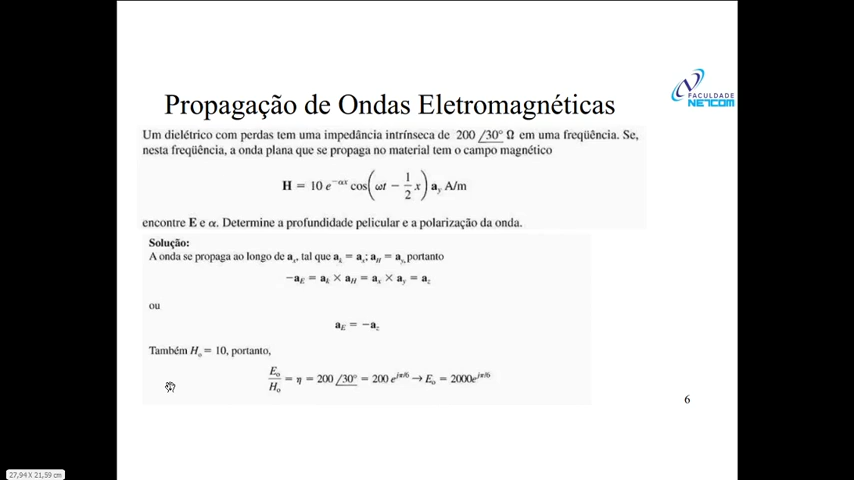 FACULDADE
NETCOM
Propagação de Ondas Eletromagnéticas
Um dielétrico com perdas tem uma impedância intrínseca de 200 /30° Ω em uma freqüência. Se,
nesta freqüência, a onda plana que se propaga no material tem o campo magnético
H = 10 e^{−αx} cos(ωt − 1/2 x) a_y A/m
encontre E e α. Determine a profundidade pelicular e a polarização da onda.
Solução:
A onda se propaga ao longo de a_x, tal que a_k = a_x; a_H = a_y, portanto
−a_E = a_k × a_H = a_x × a_y = a_z
ou
a_E = −a_z
Também H_o = 10, portanto,
E_o/H_o = η = 200 /30° = 200 e^{jπ/6} → E_o = 2000e^{jπ/6}
6
27,94 X 21,59 cm